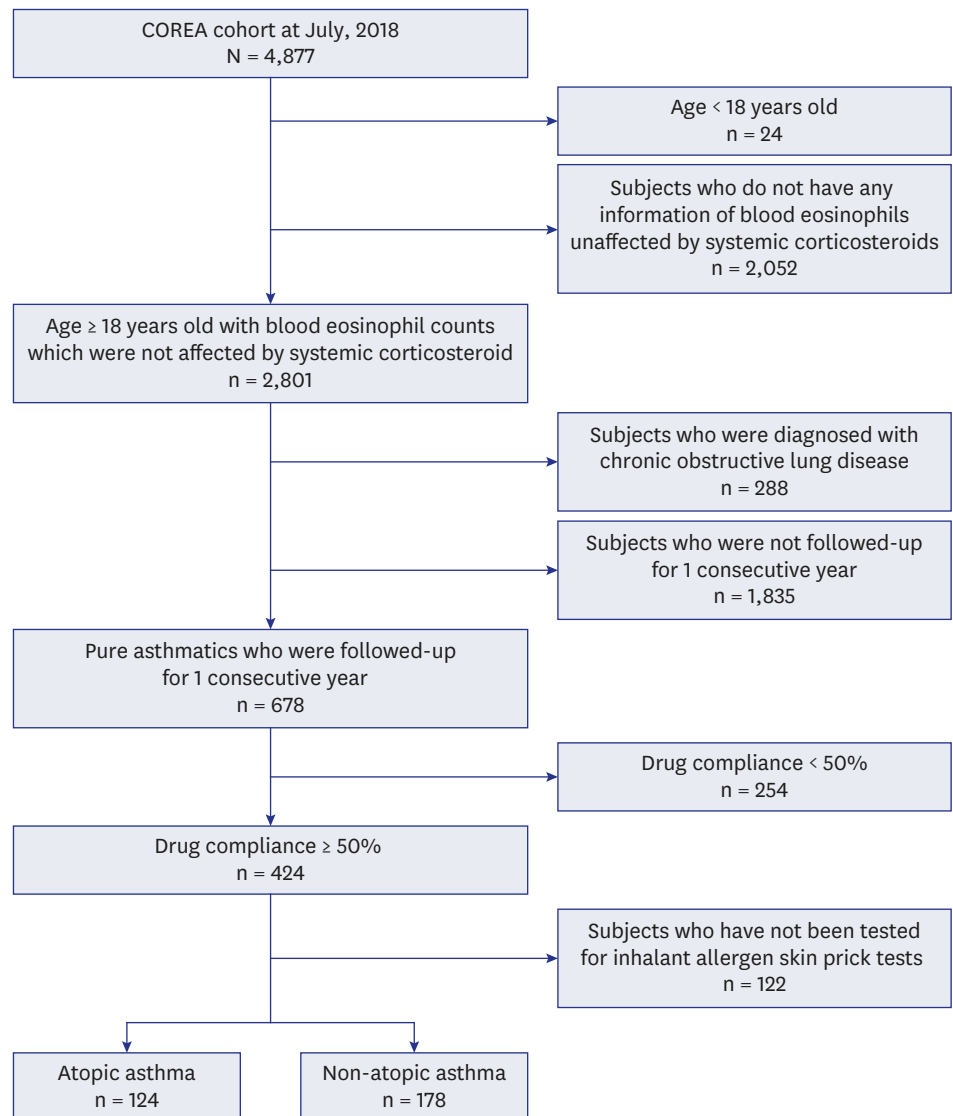 COREA cohort at July, 2018
N = 4,877
Age < 18 years old
n = 24
Subjects who do not have any
information of blood eosinophils
unaffected by systemic corticosteroids
n = 2,052
Age ≥ 18 years old with blood eosinophil counts
which were not affected by systemic corticosteroid
n = 2,801
Subjects who were diagnosed with
chronic obstructive lung disease
n = 288
Subjects who were not followed-up
for 1 consecutive year
n = 1,835
Pure asthmatics who were followed-up
for 1 consecutive year
n = 678
Drug compliance < 50%
n = 254
Drug compliance ≥ 50%
n = 424
Subjects who have not been tested
for inhalant allergen skin prick tests
n = 122
Atopic asthma
n = 124
Non-atopic asthma
n = 178